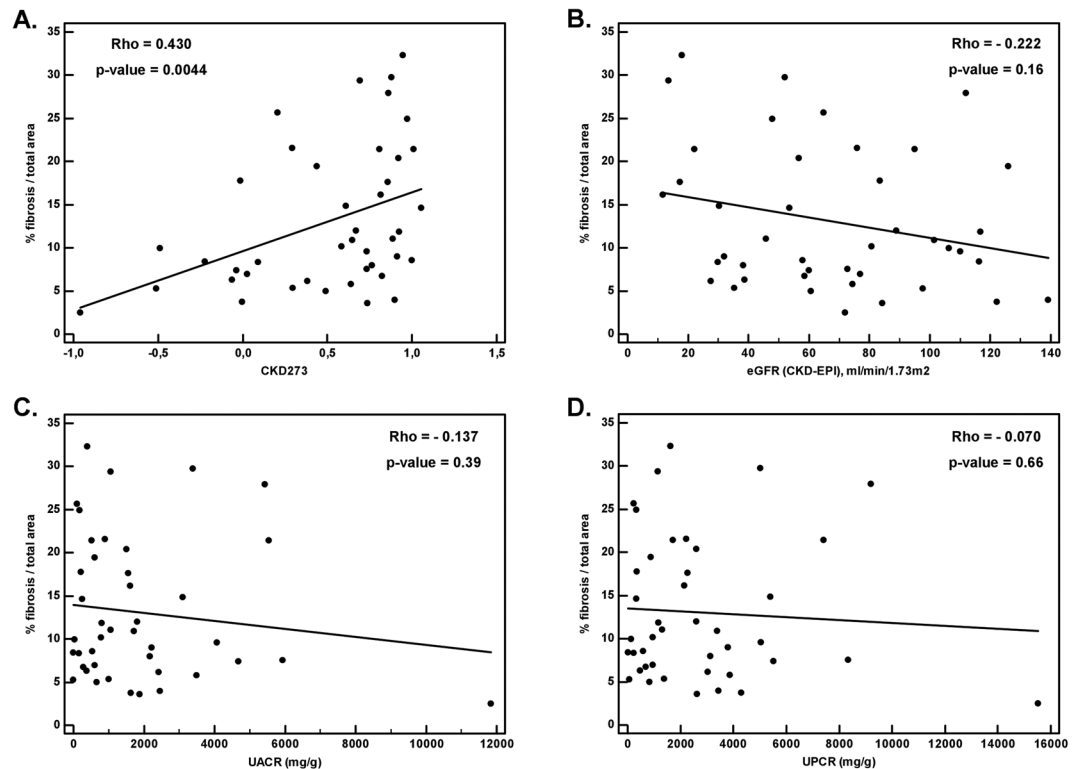 A.
Rho = 0.430
p-value = 0.0044
% fibrosis / total area
35
30
25
20
15
10
5
0
-1,0 -0,5 0,0 0,5 1,0 1,5
CKD273
B.
Rho = - 0.222
p-value = 0.16
% fibrosis / total area
35
30
25
20
15
10
5
0
0 20 40 60 80 100 120 140
eGFR (CKD-EPI), ml/min/1.73m2
C.
Rho = - 0.137
p-value = 0.39
% fibrosis / total area
35
30
25
20
15
10
5
0
0 2000 4000 6000 8000 10000 12000
UACR (mg/g)
D.
Rho = - 0.070
p-value = 0.66
% fibrosis / total area
35
30
25
20
15
10
5
0
0 2000 4000 6000 8000 10000 12000 14000 16000
UPCR (mg/g)